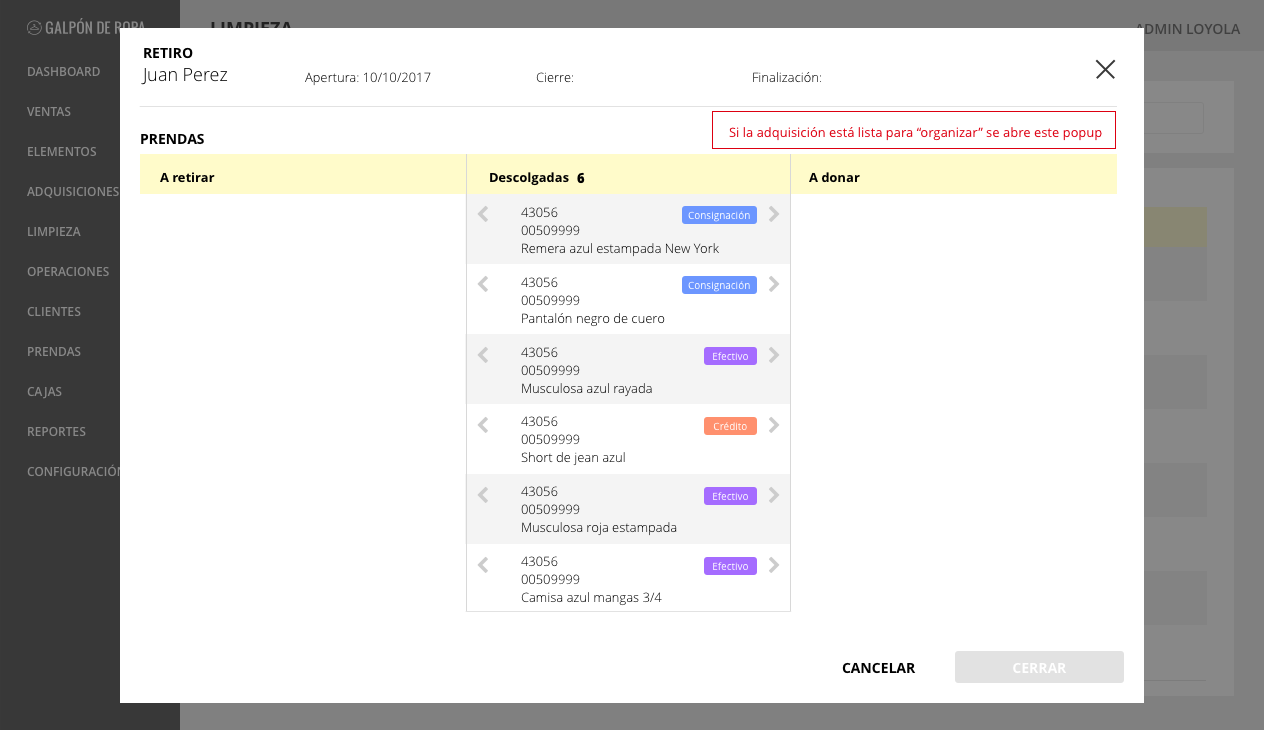 GALPÓN DE ROPA
LIMPIEZA
ADMIN LOYOLA
DASHBOARD
VENTAS
ELEMENTOS
ADQUISICIONES
LIMPIEZA
OPERACIONES
CLIENTES
PRENDAS
CAJAS
REPORTES
CONFIGURACIÓN
RETIRO
Juan Perez
Apertura: 10/10/2017
Cierre:
Finalización:
Si la adquisición está lista para “organizar” se abre este popup
PRENDAS
A retirar
Descolgadas 6
A donar
43056
Consignación
00509999
Remera azul estampada New York
43056
Consignación
00509999
Pantalón negro de cuero
43056
Efectivo
00509999
Musculosa azul rayada
43056
Crédito
00509999
Short de jean azul
43056
Efectivo
00509999
Musculosa roja estampada
43056
Efectivo
00509999
Camisa azul mangas 3/4
CANCELAR
CERRAR